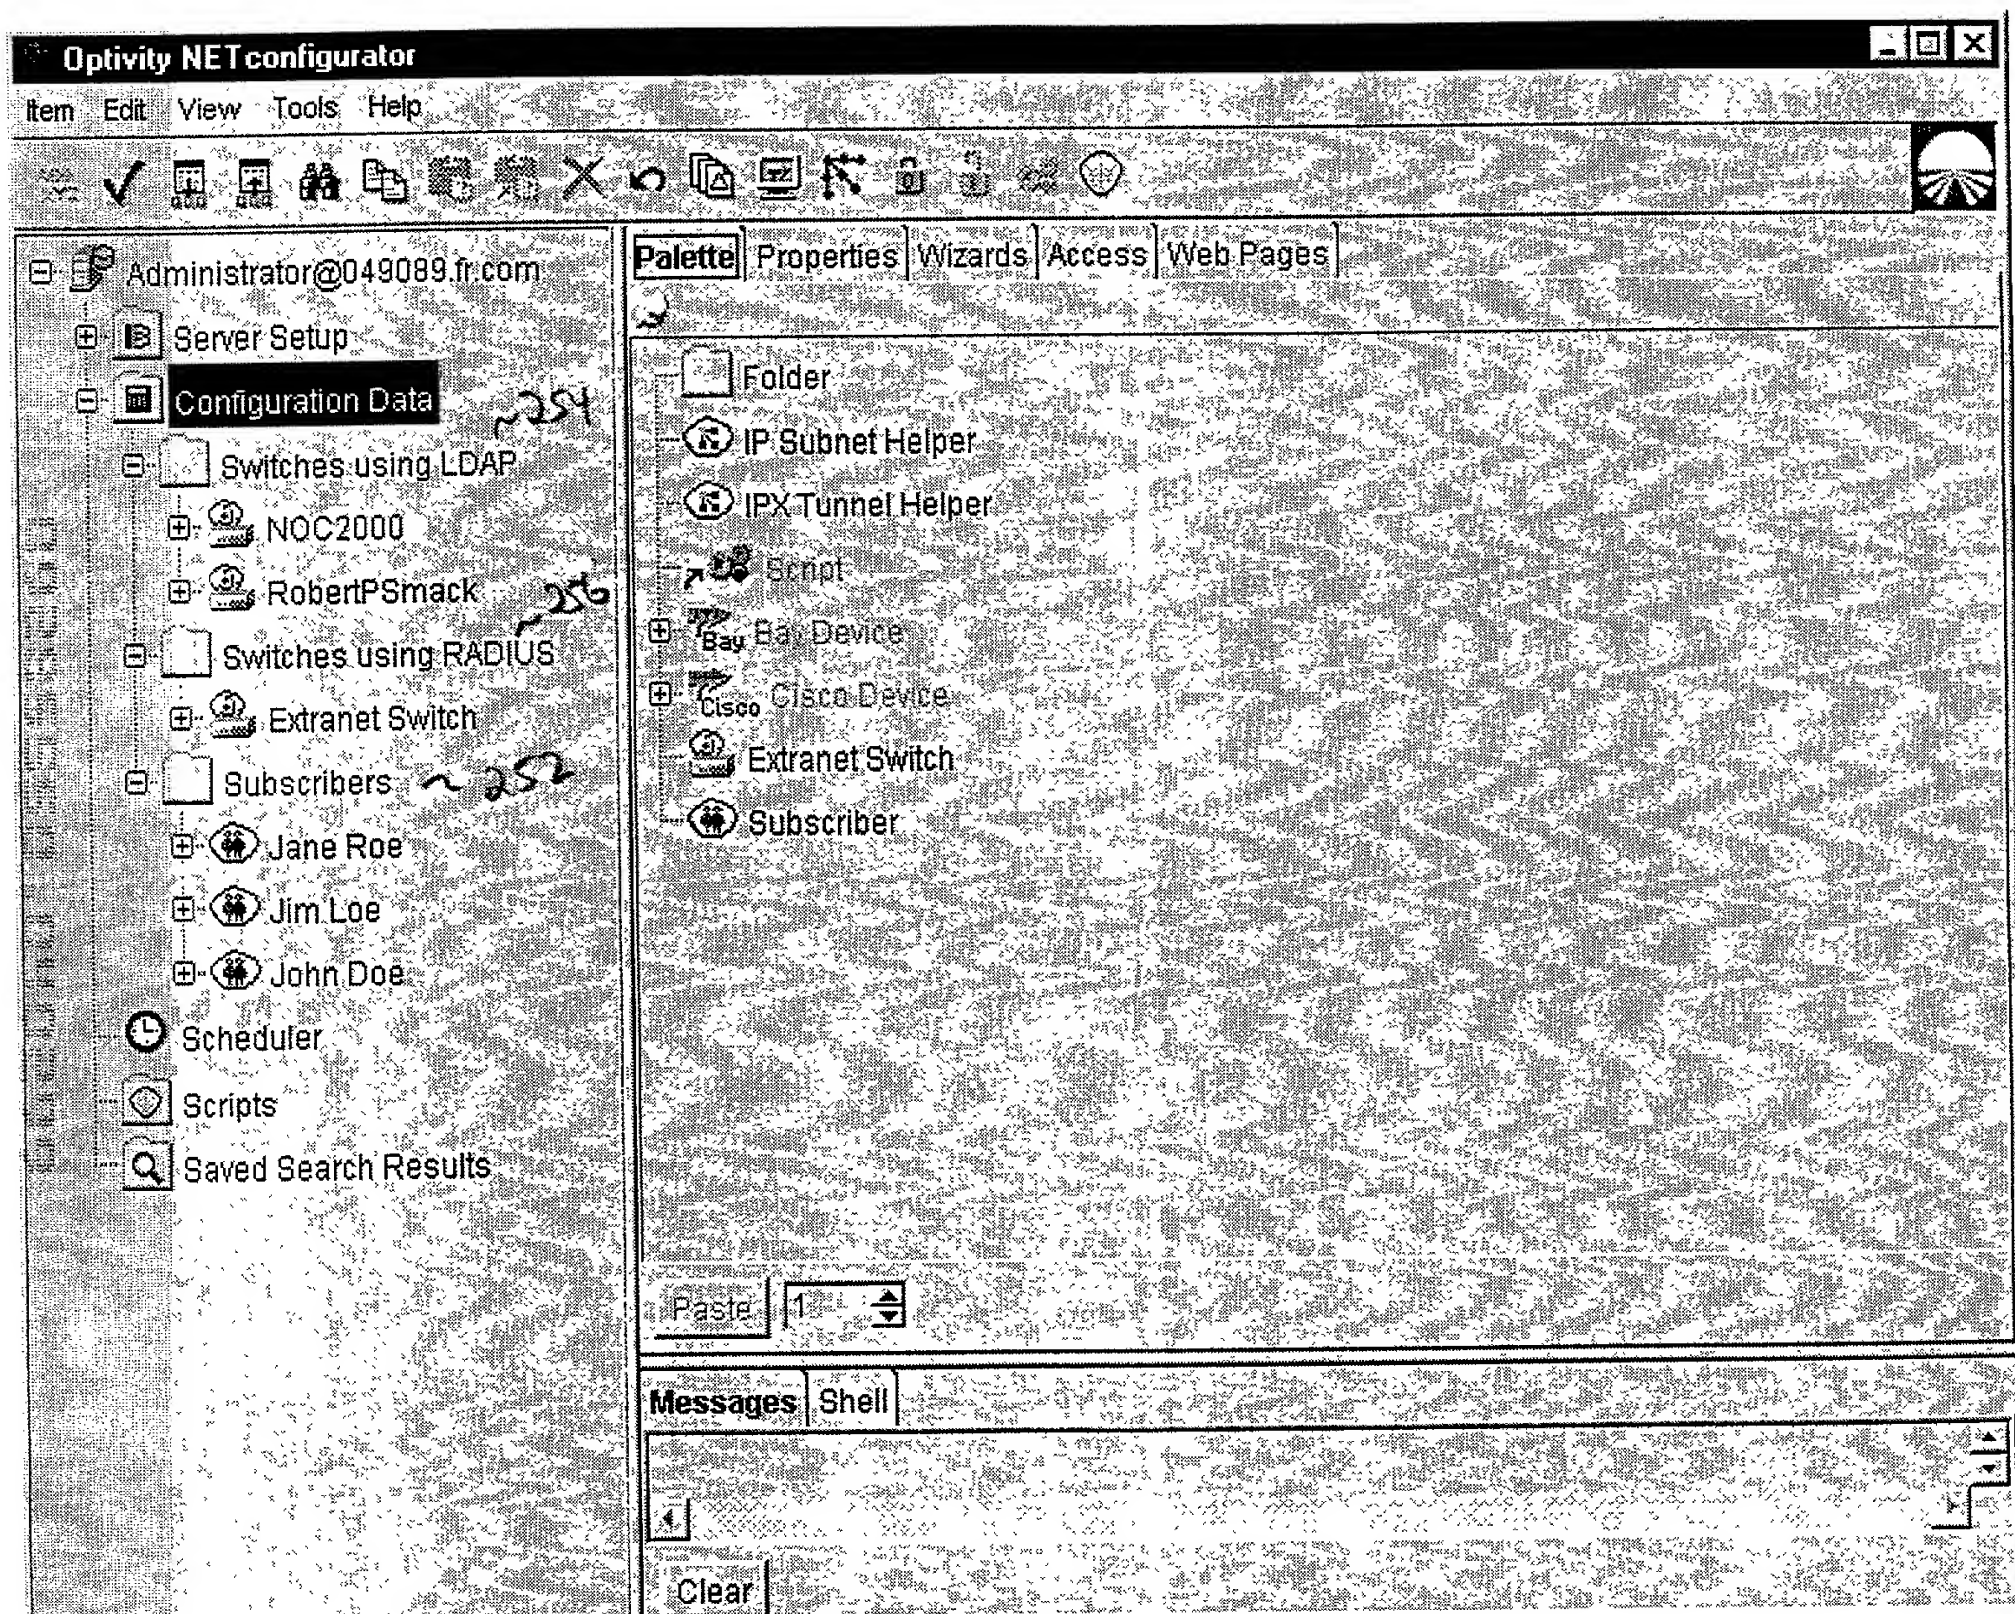 Optivity NETconfigurator
Item Edit View Tools Help
Administrator@049089.fr.com
Server Setup
Configuration Data
~254
Switches using LDAP
NOC2000
RobertPSmack
~256
Switches using RADIUS
Extranet Switch
Subscribers ~252
Jane Roe
Jim Loe
John Doe
Scheduler
Scripts
Saved Search Results
Palette Properties Wizards Access Web Pages
Folder
IP Subnet Helper
IPX Tunnel Helper
Script
Bay Bay Device
Cisco Cisco Device
Extranet Switch
Subscriber
Paste 1
Messages Shell
Clear